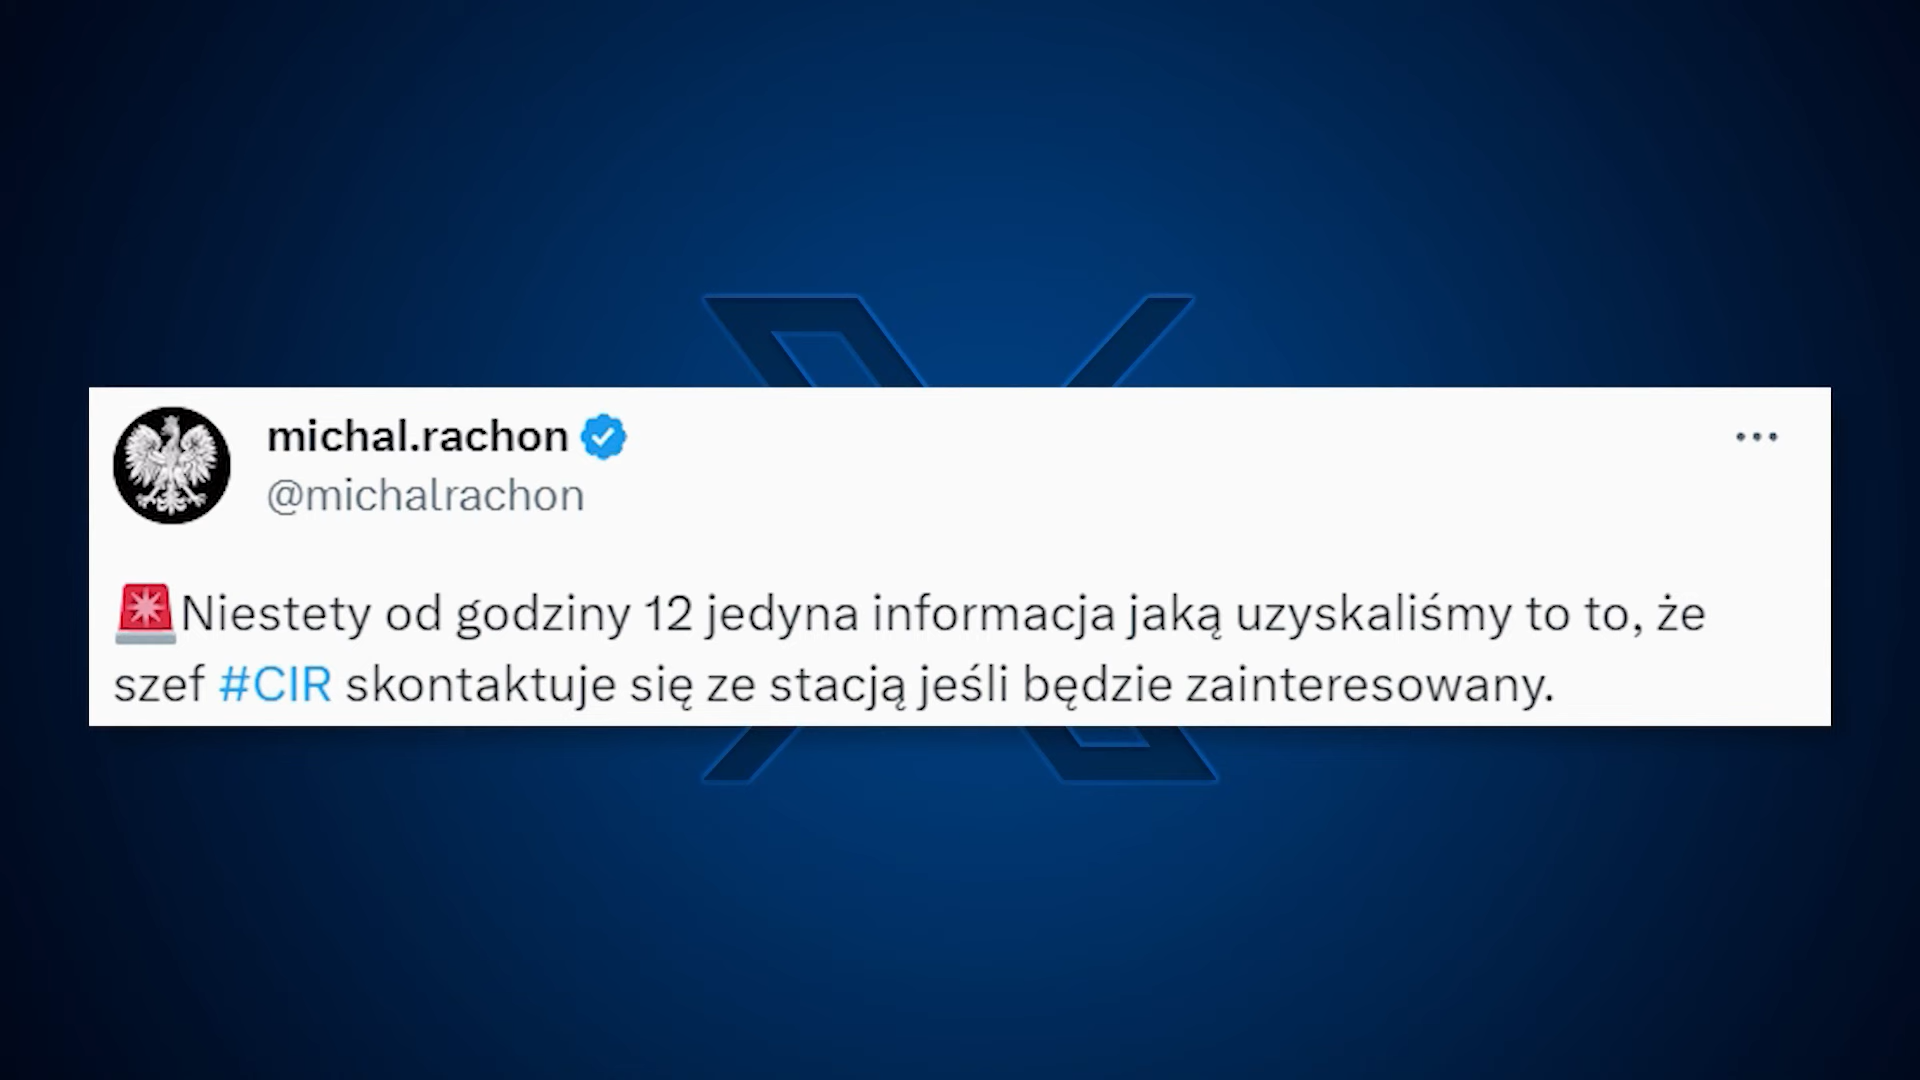 michal.rachon
@michalrachon
🚨Niestety od godziny 12 jedyna informacja jaką uzyskaliśmy to to, że
szef #CIR skontaktuje się ze stacją jeśli będzie zainteresowany.